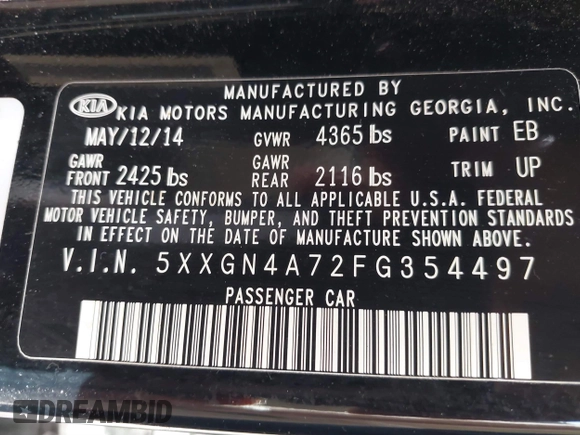 MANUFACTURED BY
KIA KIA MOTORS MANUFACTURING GEORGIA, INC.
MAY/12/14 GVWR 4365 lbs PAINT EB
GAWR FRONT 2425 lbs GAWR REAR 2116 lbs TRIM UP
THIS VEHICLE CONFORMS TO ALL APPLICABLE U.S.A. FEDERAL
MOTOR VEHICLE SAFETY, BUMPER, AND THEFT PREVENTION STANDARDS
IN EFFECT ON THE DATE OF MANUFACTURE SHOWN ABOVE.
V.I.N. 5XXGN4A72FG354497
PASSENGER CAR
DREAMBID